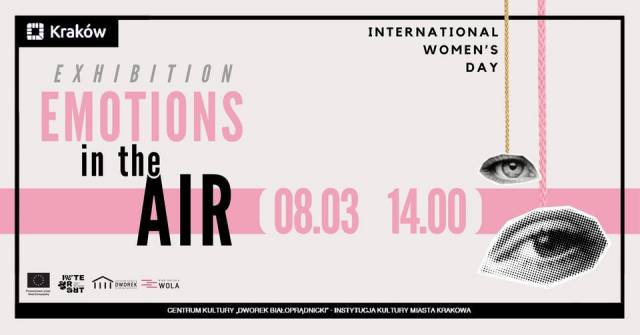 Kraków
INTERNATIONAL
WOMEN'S
DAY
EXHIBITION
EMOTIONS
in the
AIR
08.03 14.00
DWOREK
WOLA
CENTRUM KULTURY „DWOREK BIAŁOPRĄDNICKI" - INSTYTUCJA KULTURY MIASTA KRAKOWA